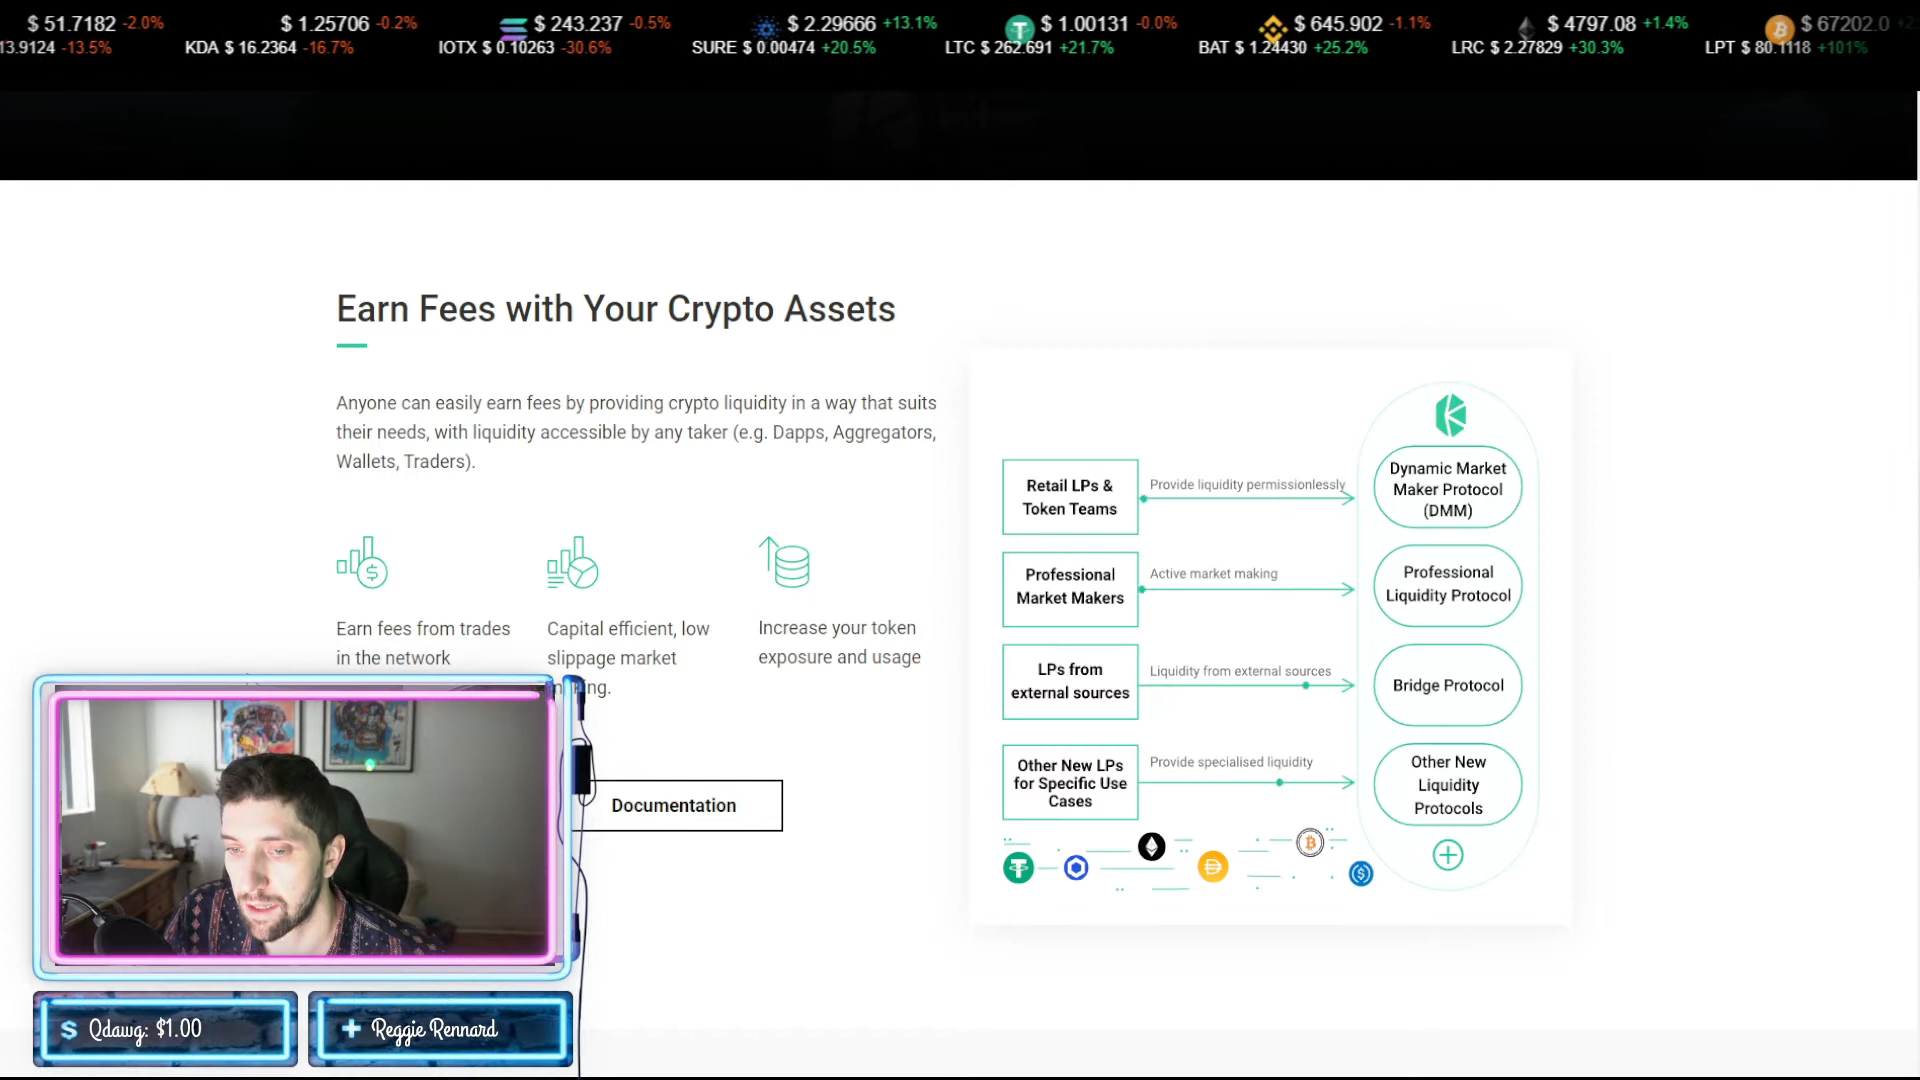 $ 51.7182 -2.0% $ 1.25706 -0.2% $ 243.237 -0.5% $ 2.29666 +13.1% $ 1.00131 -0.0% $ 645.902 -1.1% $ 4797.08 +1.4% $ 67202.0
13.9124 -13.5% KDA $ 16.2364 -16.7% IOTX $ 0.10263 -30.6% SURE $ 0.00474 +20.5% LTC $ 262.691 +21.7% BAT $ 1.24430 +25.2% LRC $ 2.27829 +30.3% LPT $ 80.1118 +101%
Earn Fees with Your Crypto Assets
Anyone can easily earn fees by providing crypto liquidity in a way that suits
their needs, with liquidity accessible by any taker (e.g. Dapps, Aggregators,
Wallets, Traders).
Earn fees from trades
in the network
Capital efficient, low
slippage market
Increase your token
exposure and usage
Documentation
Retail LPs &
Token Teams
Provide liquidity permissionlessly
Dynamic Market
Maker Protocol
(DMM)
Professional
Market Makers
Active market making
Professional
Liquidity Protocol
LPs from
external sources
Liquidity from external sources
Bridge Protocol
Other New LPs
for Specific Use
Cases
Provide specialised liquidity
Other New
Liquidity
Protocols
$ Qdawg: $1.00
+ Reggie Rennard